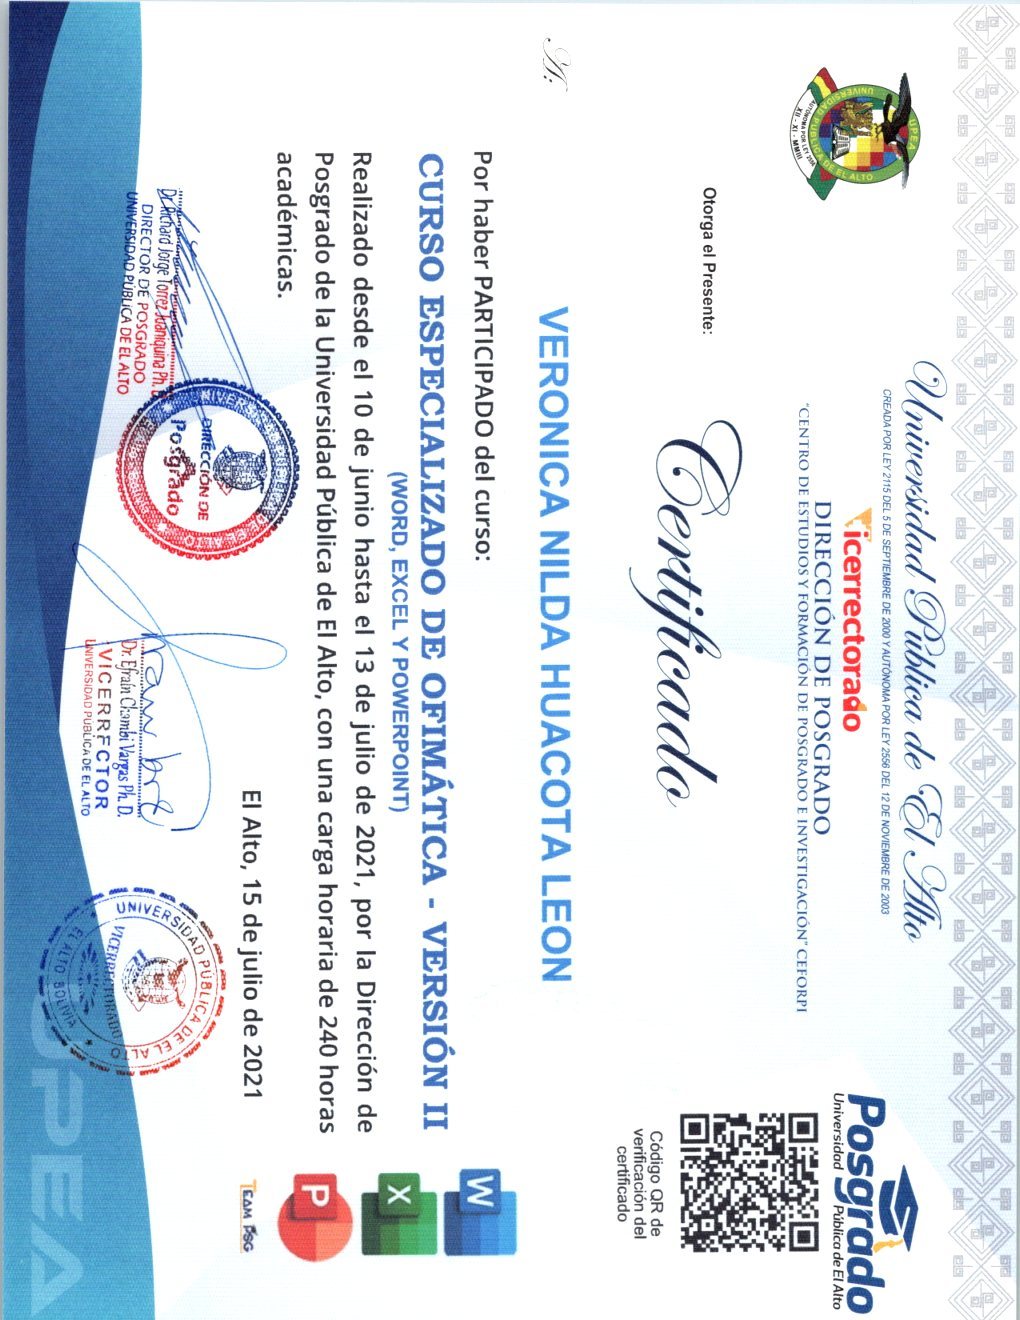 Universidad Pública de El Alto
CREADA POR LEY 2115 DEL 5 DE SEPTIEMBRE DE 2000 Y AUTÓNOMA POR LEY 2556 DEL 12 DE NOVIEMBRE DE 2003
Vicerrectorado
DIRECCIÓN DE POSGRADO
"CENTRO DE ESTUDIOS Y FORMACIÓN DE POSGRADO E INVESTIGACIÓN" CEFORPI
UPEA
UNIVERSIDAD PÚBLICA DE EL ALTO
AUTÓNOMA POR LEY 2556
XII - XI - MMIII
Posgrado
Universidad Pública de El Alto
Otorga el Presente:
Certificado
Código QR de
verificación del
certificado
A:
VERONICA NILDA HUACOTA LEON
Por haber PARTICIPADO del curso:
CURSO ESPECIALIZADO DE OFIMÁTICA - VERSIÓN II
(WORD, EXCEL Y POWERPOINT)
Realizado desde el 10 de junio hasta el 13 de julio de 2021, por la Dirección de
Posgrado de la Universidad Pública de El Alto, con una carga horaria de 240 horas
académicas.
W
X
P
TEAM PSG
El Alto, 15 de julio de 2021
Dr. Richard Jorge Torrez Juaniquina Ph. D.
DIRECTOR DE POSGRADO
UNIVERSIDAD PÚBLICA DE EL ALTO
DIRECCIÓN DE
Posgrado
Dr. Efraín Chambi Vargas Ph. D.
VICERRECTOR
UNIVERSIDAD PÚBLICA DE EL ALTO
UNIVERSIDAD PÚBLICA DE EL ALTO
VICERRECTORADO
EL ALTO BOLIVIA
UPEA